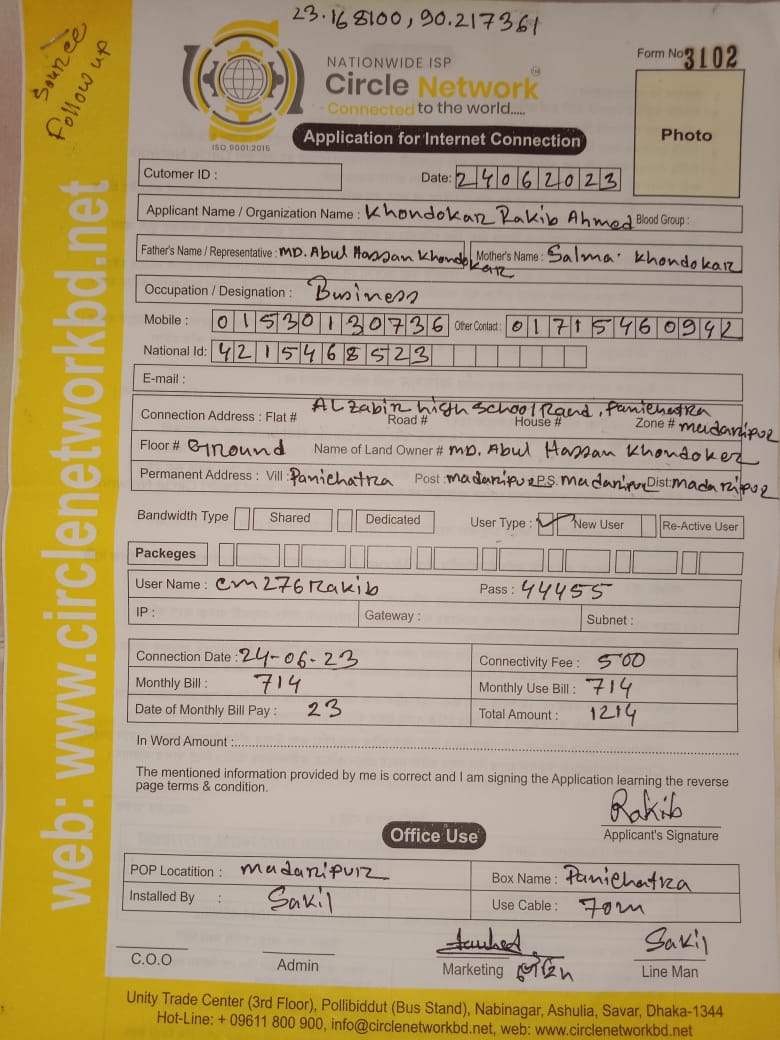 23.168100, 90.217361
Source
follow up
NATIONWIDE ISP
Circle Network
Connected to the world.....
ISO 9001:2015
Form No 3102
Application for Internet Connection
Photo
Cutomer ID :
Date: 24062023
Applicant Name / Organization Name : Khondokar Rakib Ahmed Blood Group :
Father's Name / Representative : MD. Abul Hassan Khondokar Mother's Name : Salma Khondokar
Occupation / Designation : Business
Mobile : 01530130736 Other Contact : 01715460942
National Id: 4215468523
E-mail :
Connection Address : Flat # AL Zabir high School Road, Panichatra
Road # House # Zone # madaripur
Floor # Ground Name of Land Owner # MD. Abul Hassan Khondoker
Permanent Address : Vill : Panichatra Post : madaripur P.S. madaripur Dist: madaripur
Bandwidth Type Shared Dedicated User Type : New User Re-Active User
Packeges
User Name : cm276rakib Pass : 44455
IP : Gateway : Subnet :
Connection Date : 24-06-23 Connectivity Fee : 500
Monthly Bill : 714 Monthly Use Bill : 714
Date of Monthly Bill Pay : 23 Total Amount : 1214
In Word Amount :
The mentioned information provided by me is correct and I am signing the Application learning the reverse
page terms & condition.
Rakib
Applicant's Signature
Office Use
POP Locatition : madaripur Box Name : Panichatra
Installed By : Sakil Use Cable : 70m
Sakil
C.O.O Admin Marketing Line Man
Unity Trade Center (3rd Floor), Pollibiddut (Bus Stand), Nabinagar, Ashulia, Savar, Dhaka-1344
Hot-Line: + 09611 800 900, info@circlenetworkbd.net, web: www.circlenetworkbd.net
web: www.circlenetworkbd.net